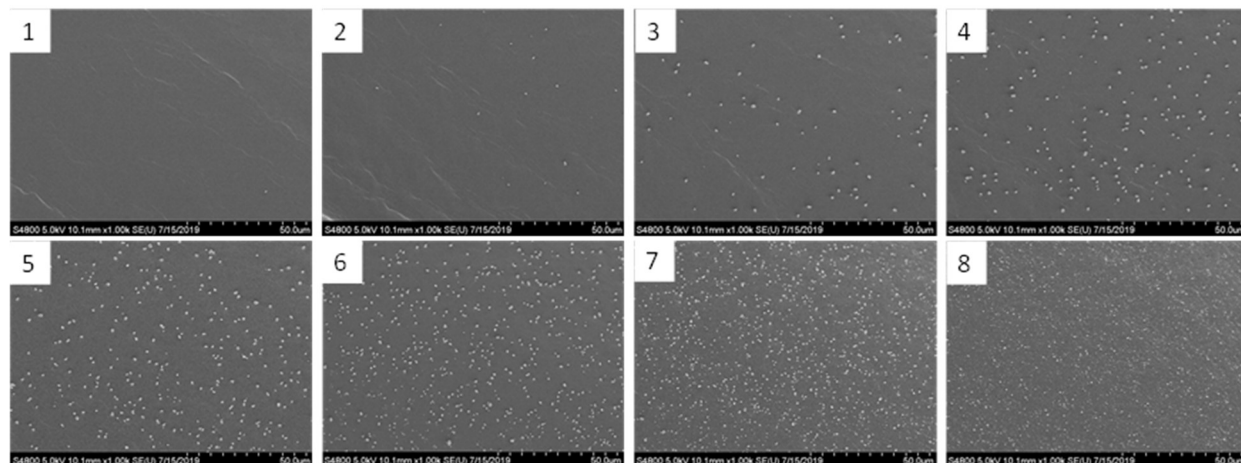 1
2
3
4
S4800 5.0kV 10.1mm x1.00k SE(U) 7/15/2019 50.0um
S4800 5.0kV 10.1mm x1.00k SE(U) 7/15/2019 50.0um
S4800 5.0kV 10.1mm x1.00k SE(U) 7/15/2019 50.0um
S4800 5.0kV 10.1mm x1.00k SE(U) 7/15/2019 50.0um
5
6
7
8
S4800 5.0kV 10.1mm x1.00k SE(U) 7/15/2019 50.0um
S4800 5.0kV 10.1mm x1.00k SE(U) 7/15/2019 50.0um
S4800 5.0kV 10.1mm x1.00k SE(U) 7/15/2019 50.0um
S4800 5.0kV 10.1mm x1.00k SE(U) 7/15/2019 50.0um